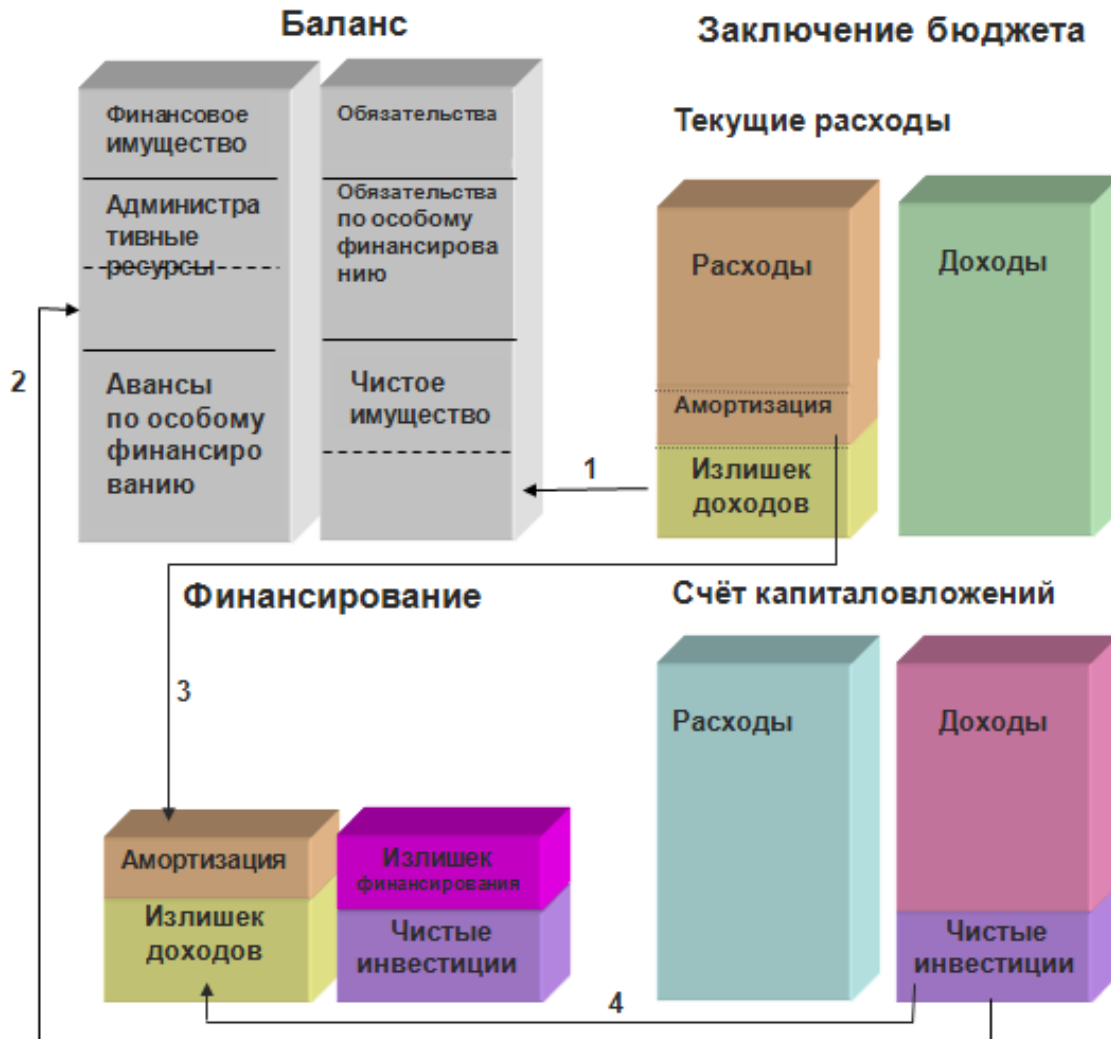 Баланс
Заключение бюджета
Финансовое
имущество
Администра
тивные
ресурсы
Авансы
по особому
финансиро
ванию
Обязательства
Обязательства
по особому
финансирова
нию
Чистое
имущество
Текущие расходы
Расходы
Амортизация
Излишек
доходов
Доходы
1
2
Финансирование
3
Амортизация
Излишек
доходов
Излишек
финансирования
Чистые
инвестиции
Счёт капиталовложений
Расходы
Доходы
Чистые
инвестиции
4